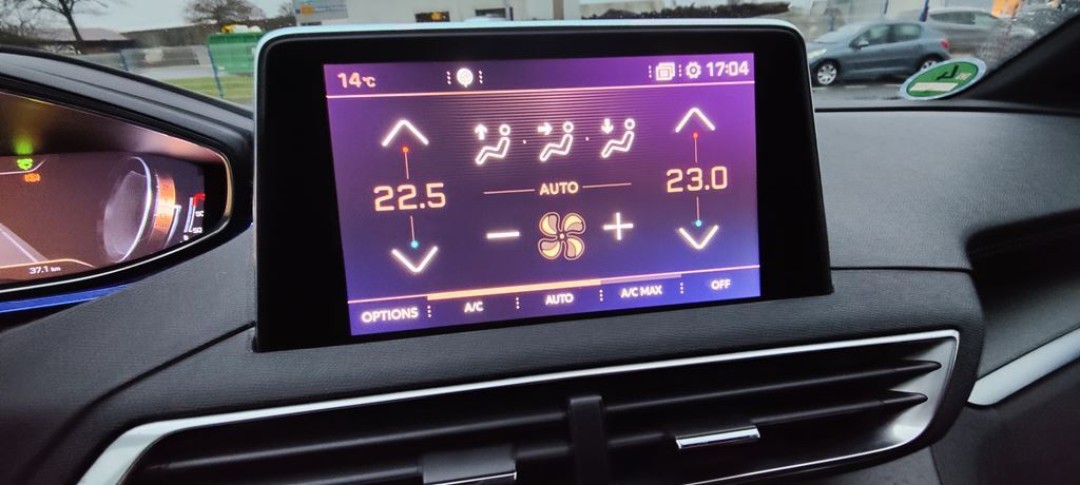 14°C 17:04
22.5 AUTO 23.0
OPTIONS A/C AUTO A/C MAX OFF
37.1 km